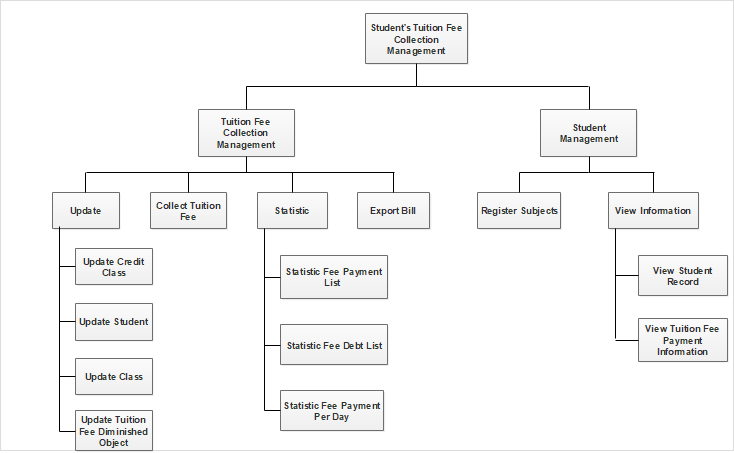 Student's Tuition Fee
Collection
Management
Tuition Fee
Collection
Management
Student
Management
Update
Collect Tuition
Fee
Statistic
Export Bill
Register Subjects
View Information
Update Credit
Class
Update Student
Update Class
Update Tuition
Fee Diminished
Object
Statistic Fee Payment
List
Statistic Fee Debt List
Statistic Fee Payment
Per Day
View Student
Record
View Tuition Fee
Payment
Information